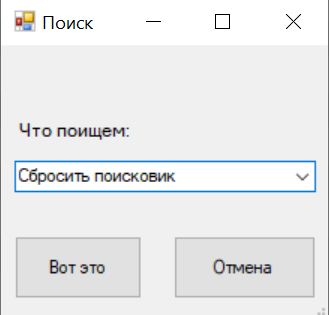 Поиск
Что поищем:
Сбросить поисковик
Вот это
Отмена